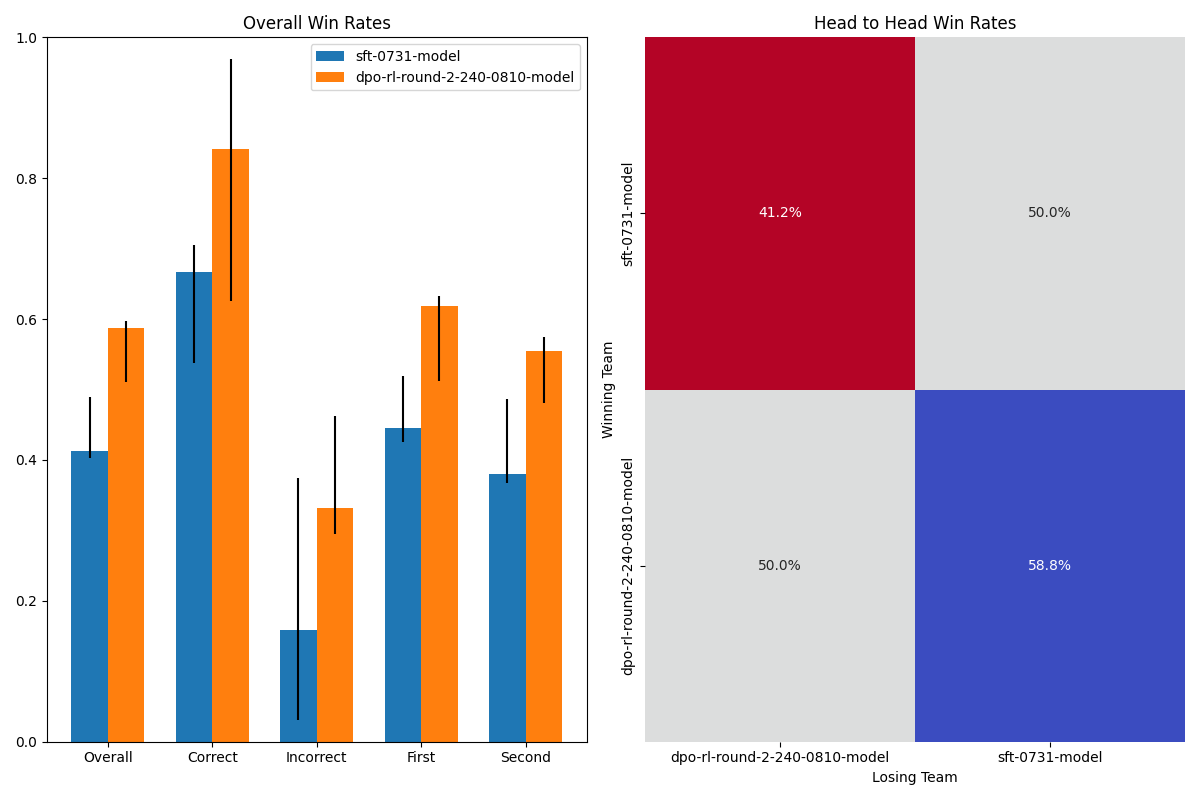 Overall Win Rates
sft-0731-model
dpo-rl-round-2-240-0810-model
1.0
0.8
0.6
0.4
0.2
0.0
Overall
Correct
Incorrect
First
Second
Head to Head Win Rates
Winning Team
sft-0731-model
dpo-rl-round-2-240-0810-model
41.2%
50.0%
50.0%
58.8%
dpo-rl-round-2-240-0810-model
sft-0731-model
Losing Team